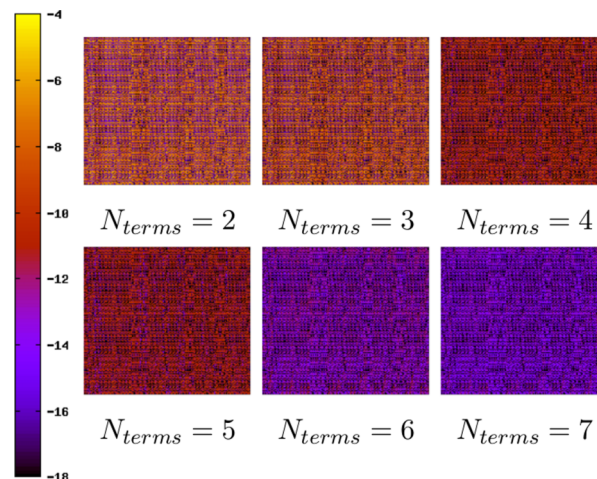 -4
-6
-8
-18
-12
-14
-16
-18
N_{terms} = 2
N_{terms} = 3
N_{terms} = 4
N_{terms} = 5
N_{terms} = 6
N_{terms} = 7